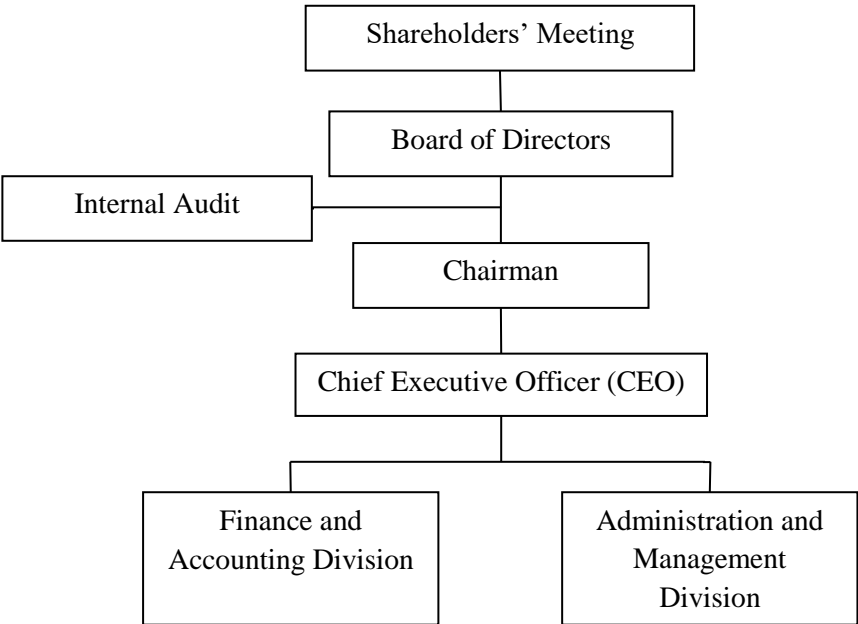 Shareholders’ Meeting
Board of Directors
Internal Audit
Chairman
Chief Executive Officer (CEO)
Finance and
Accounting Division
Administration and
Management
Division